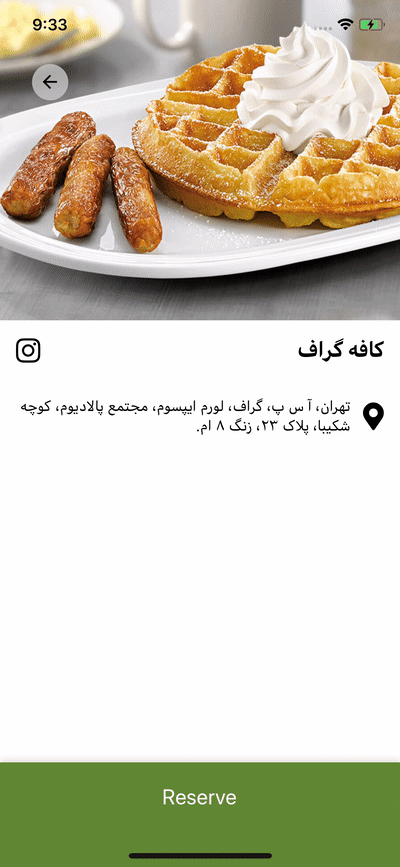 9:33
کافه گراف
تهران، آ س پ، گراف، لورم ایپسوم، مجتمع پالادیوم، کوچه
شکیبا، پلاک ۲۳، زنگ ۸ ام.
Reserve